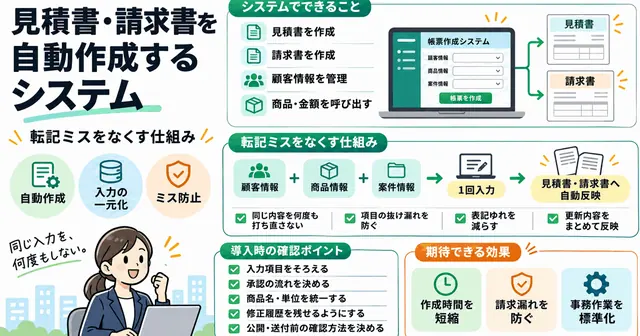 見積書・請求書を
自動作成する
システム
転記ミスをなくす仕組み
自動作成
入力の
一元化
ミス防止
同じ入力を、
何度もしない。
システムでできること
見積書を作成
請求書を作成
顧客情報を管理
商品・金額を呼び出す
帳票作成システム
顧客情報
商品情報
案件情報
帳票を作成
見積書
請求書
転記ミスをなくす仕組み
顧客情報
+
商品情報
+
案件情報
1回入力
見積書・請求書へ
自動反映
同じ内容を何度も
打ち直さない
項目の抜け漏れを
防ぐ
表記ゆれを
減らす
更新内容を
まとめて反映
導入時の確認ポイント
入力項目をそろえる
承認の流れを決める
商品名・単位を統一する
修正履歴を残せるようにする
公開・送付前の確認方法を決める
期待できる効果
作成時間を
短縮
請求漏れを
防ぐ
事務作業を
標準化